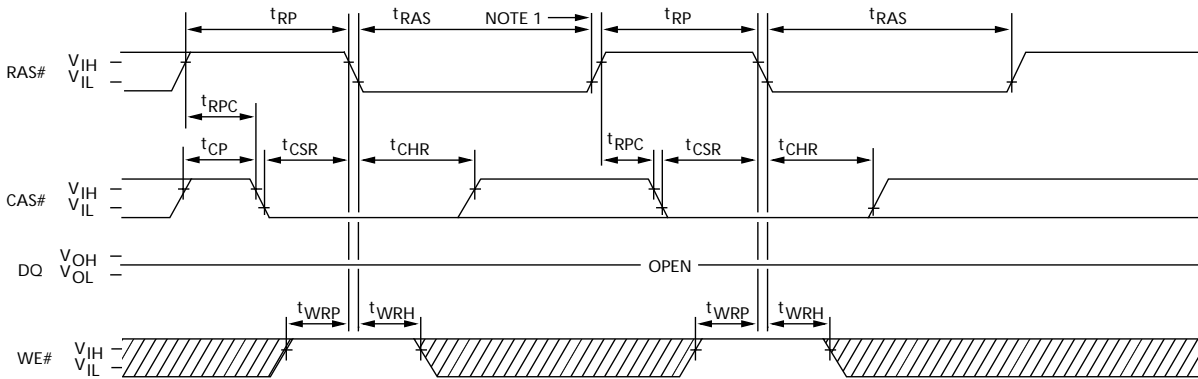 tRP tRAS NOTE 1 tRP tRAS
RAS# VIH
VIL
tRPC
tCP tCSR tCHR tRPC tCSR tCHR
CAS# VIH
VIL
DQ VOH
VOL
OPEN
tWRP tWRH tWRP tWRH
WE# VIH
VIL